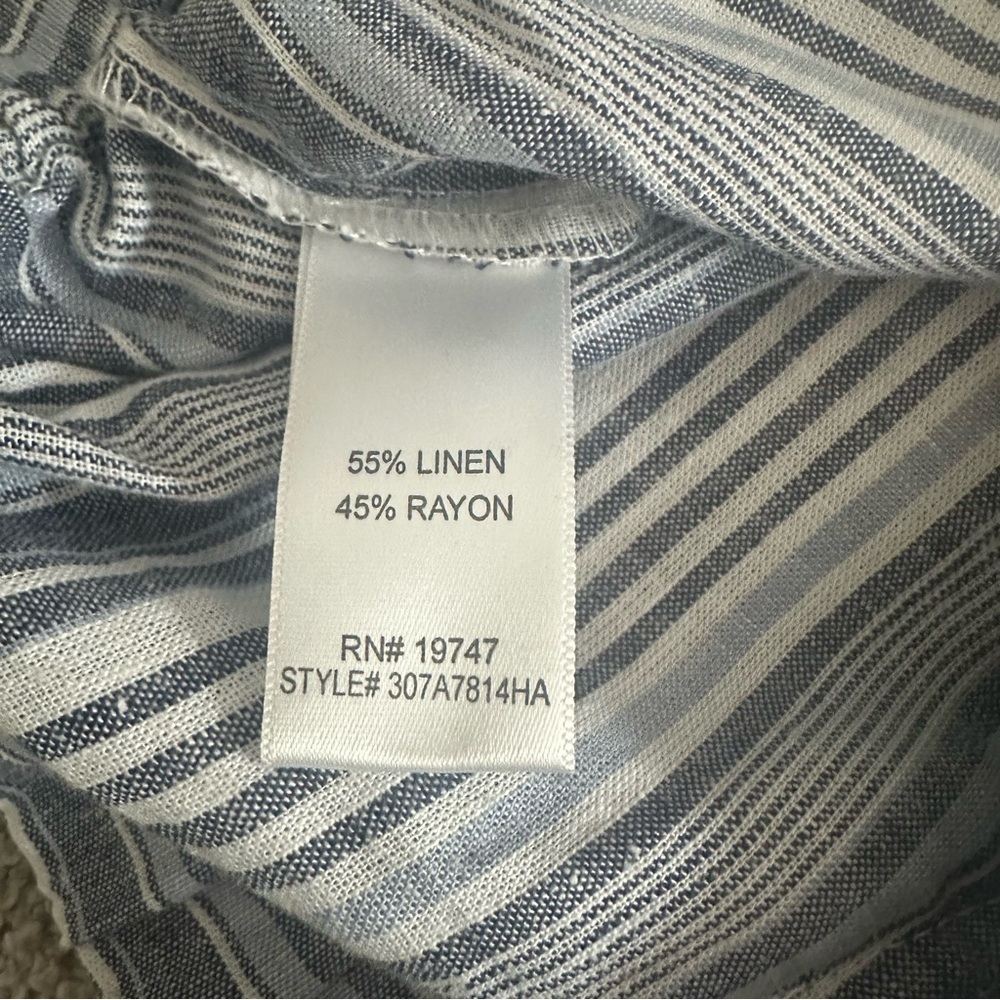 55% LINEN
45% RAYON
RN# 19747
STYLE# 307A7814HA